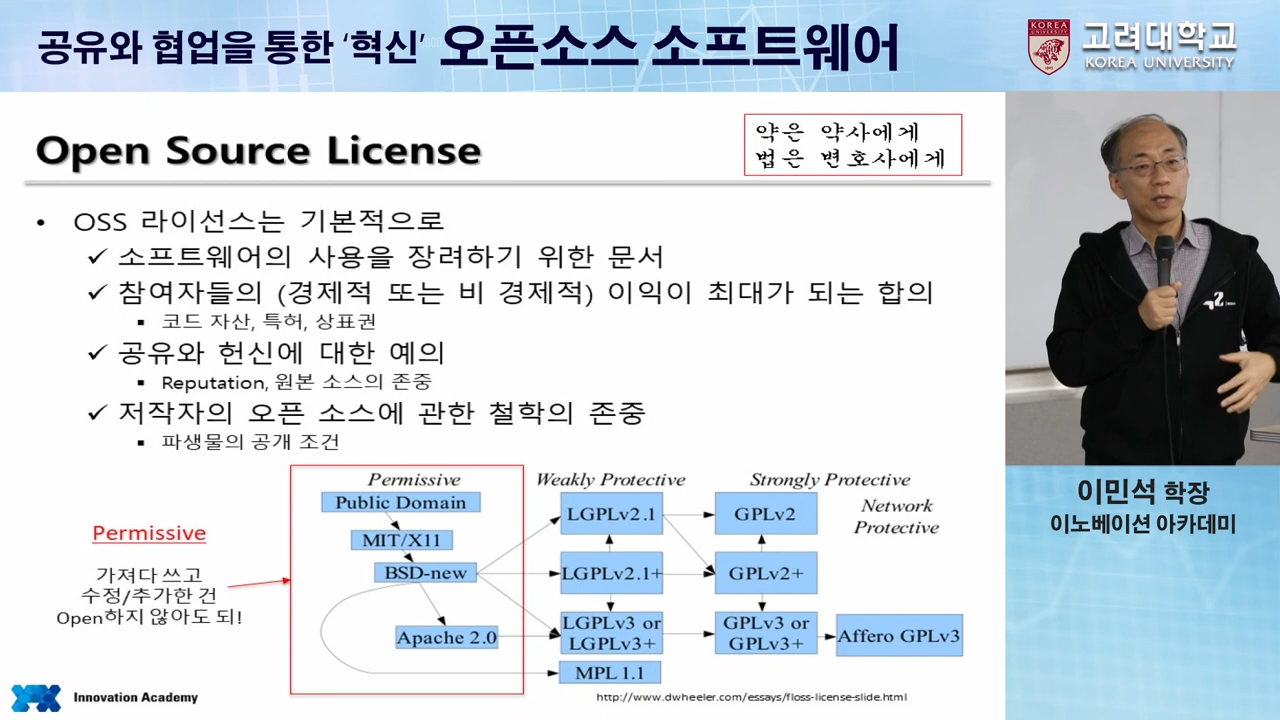 공유와 협업을 통한 ‘혁신’ 오픈소스 소프트웨어
KOREA
UNIVERSITY
고려대학교
KOREA UNIVERSITY
Open Source License
약은 약사에게
법은 변호사에게
• OSS 라이선스는 기본적으로
✓ 소프트웨어의 사용을 장려하기 위한 문서
✓ 참여자들의 (경제적 또는 비 경제적) 이익이 최대가 되는 합의
▪ 코드 자산, 특허, 상표권
✓ 공유와 헌신에 대한 예의
▪ Reputation, 원본 소스의 존중
✓ 저작자의 오픈 소스에 관한 철학의 존중
▪ 파생물의 공개 조건
Permissive
가져다 쓰고
수정/추가한 건
Open하지 않아도 되!
Permissive
Public Domain
MIT/X11
BSD-new
Apache 2.0
Weakly Protective
LGPLv2.1
LGPLv2.1+
LGPLv3 or
LGPLv3+
MPL 1.1
Strongly Protective
GPLv2
GPLv2+
GPLv3 or
GPLv3+
Network
Protective
Affero GPLv3
Innovation Academy
http://www.dwheeler.com/essays/floss-license-slide.html
이민석 학장
이노베이션 아카데미